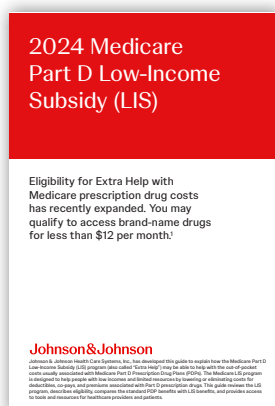 2024 Medicare
Part D Low-Income
Subsidy (LIS)
Eligibility for Extra Help with
Medicare prescription drug costs
has recently expanded. You may
qualify to access brand-name drugs
for less than $12 per month.¹
Johnson&Johnson
Johnson & Johnson Health Care Systems, Inc., has developed this guide to explain how the Medicare Part D
Low-Income Subsidy (LIS) program (also called "Extra Help") may be able to help with the out-of-pocket
costs usually associated with Medicare Part D Prescription Drug Plans (PDPs). The Medicare LIS program
is designed to help people with low incomes and limited resources by lowering or eliminating costs for
deductibles, co-pays, and premiums associated with Part D prescription drugs. This guide reviews the LIS
program, describes eligibility, compares the standard PDP benefits with LIS benefits, and provides access
to tools and resources for healthcare providers and patients.